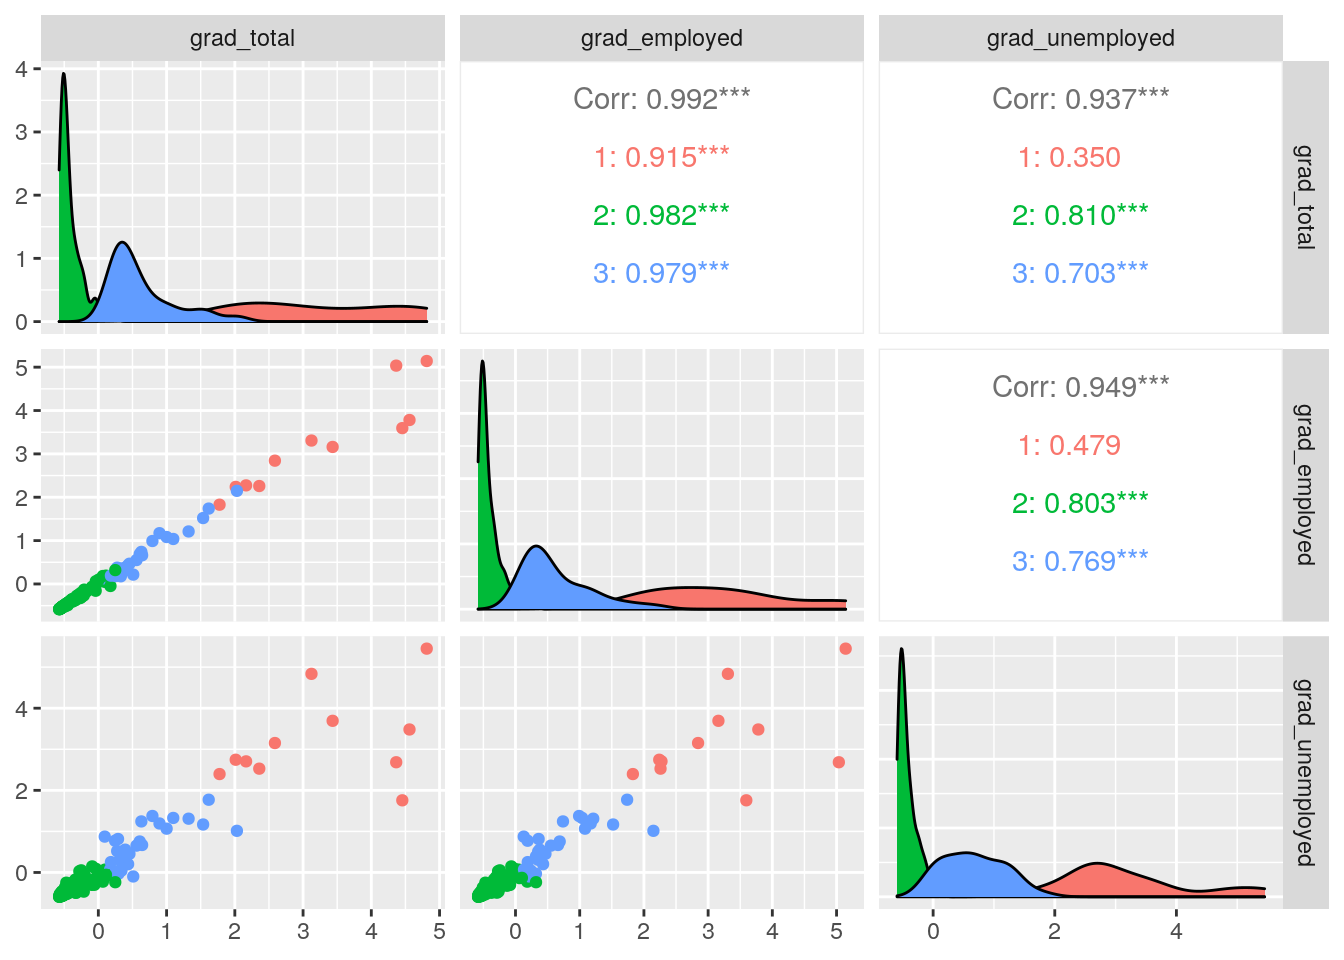 grad_total grad_employed grad_unemployed
4
3
2
1
0
Corr: 0.992***
1: 0.915***
2: 0.982***
3: 0.979***
Corr: 0.937***
1: 0.350
2: 0.810***
3: 0.703***
grad_total
5
4
3
2
1
0
Corr: 0.949***
1: 0.479
2: 0.803***
3: 0.769***
grad_employed
4
2
0
grad_unemployed
0 1 2 3 4 5
0 1 2 3 4 5
0 2 4